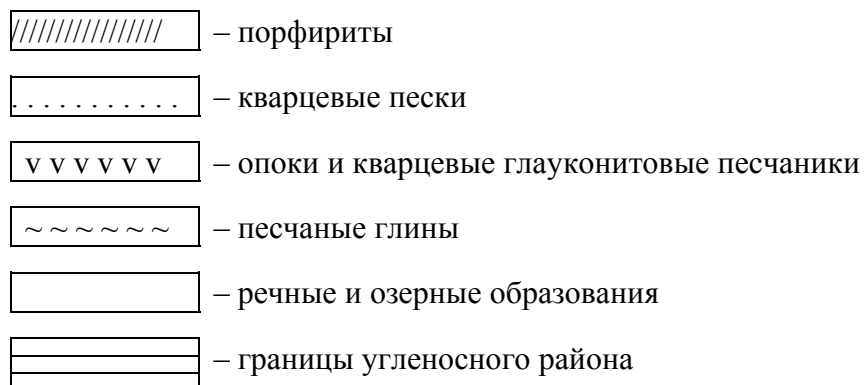 ///////////////// – порфириты
. . . . . . . . . . . – кварцевые пески
v v v v v v – опоки и кварцевые глауконитовые песчаники
~ ~ ~ ~ ~ ~ – песчаные глины
– речные и озерные образования
– границы угленосного района